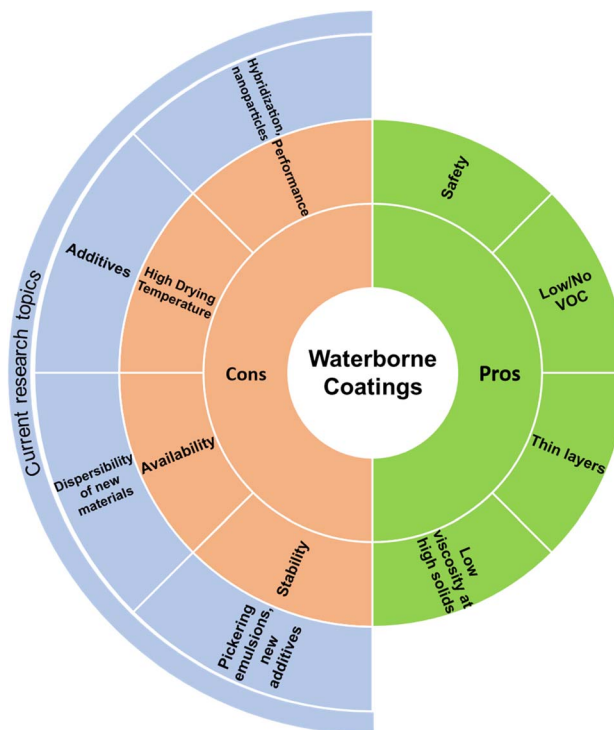 Current research topics
Hybridization,
nanoparticles
Performance
Additives
High Drying
Temperature
Dispersibility
of new
materials
Availability
Pickering
emulsions,
new
additives
Stability
Cons
Waterborne
Coatings
Pros
Safety
Low/No
VOC
Thin layers
Low
viscosity at
high solids